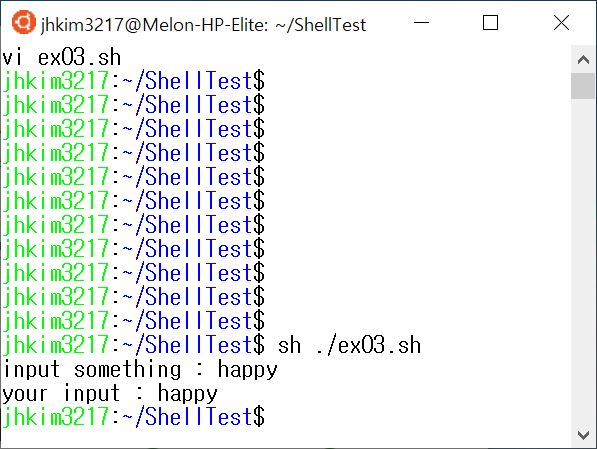 jhkim3217@Melon-HP-Elite: ~/ShellTest
vi ex03.sh
jhkim3217:~/ShellTest$
jhkim3217:~/ShellTest$
jhkim3217:~/ShellTest$
jhkim3217:~/ShellTest$
jhkim3217:~/ShellTest$
jhkim3217:~/ShellTest$
jhkim3217:~/ShellTest$
jhkim3217:~/ShellTest$
jhkim3217:~/ShellTest$
jhkim3217:~/ShellTest$
jhkim3217:~/ShellTest$
jhkim3217:~/ShellTest$ sh ./ex03.sh
input something : happy
your input : happy
jhkim3217:~/ShellTest$